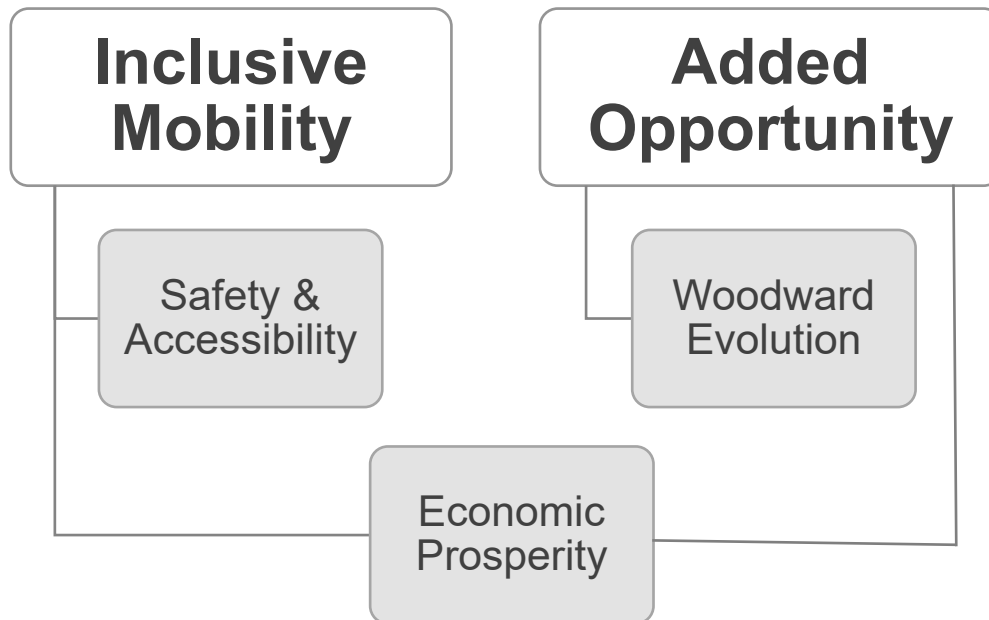 Inclusive
Mobility
Added
Opportunity
Safety &
Accessibility
Woodward
Evolution
Economic
Prosperity